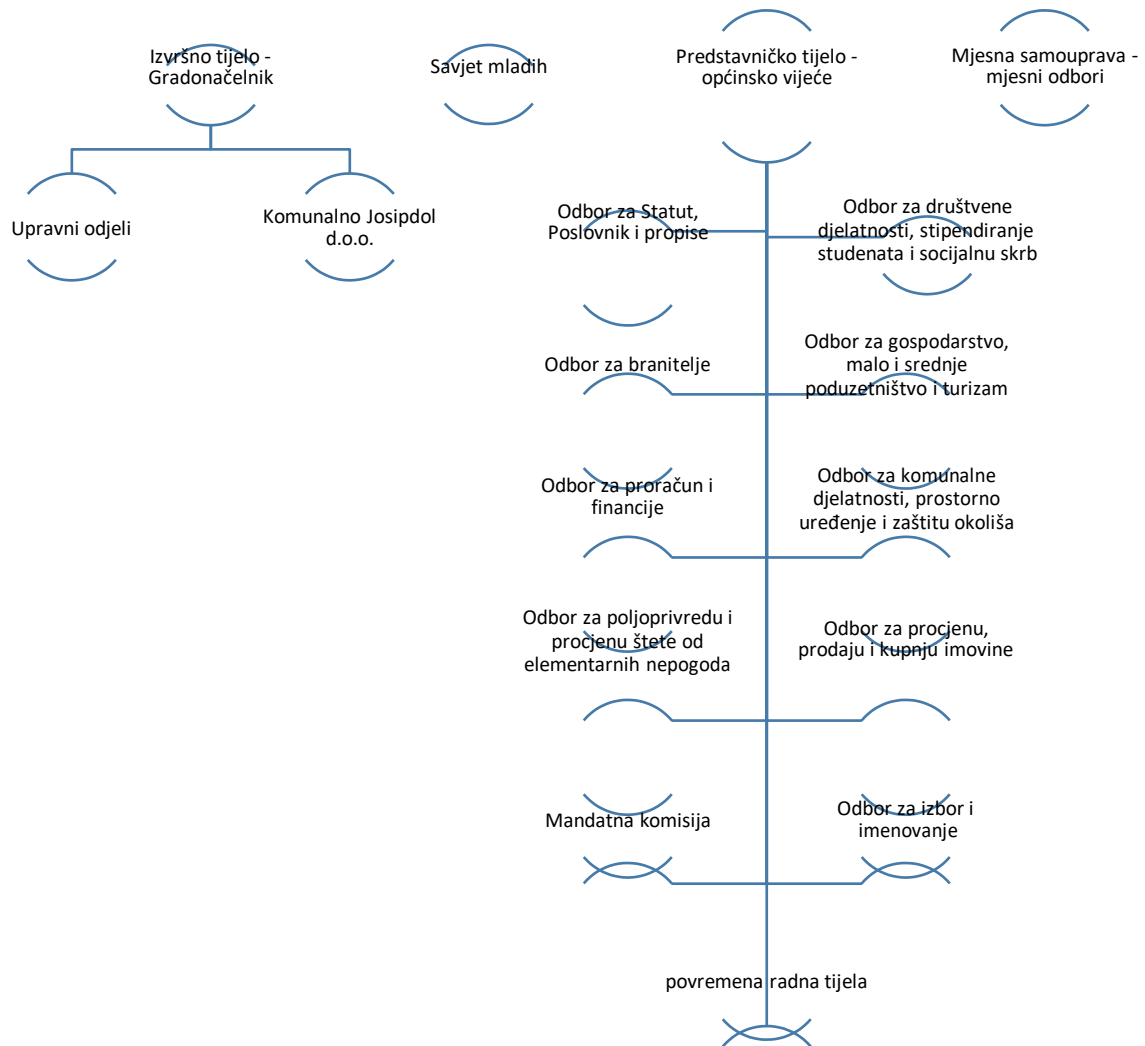 Izvršno tijelo -
Gradonačelnik
Savjet mladih
Predstavničko tijelo -
općinsko vijeće
Mjesna samouprava -
mjesni odbori
Upravni odjeli
Komunalno Josipdol
d.o.o.
Odbor za Statut,
Poslovnik i propise
Odbor za društvene
djelatnosti, stipendiranje
studenata i socijalnu skrb
Odbor za branitelje
Odbor za gospodarstvo,
malo i srednje
poduzetništvo i turizam
Odbor za proračun i
financije
Odbor za komunalne
djelatnosti, prostorno
uređenje i zaštitu okoliša
Odbor za poljoprivredu i
procjenu štete od
elementarnih nepogoda
Odbor za procjenu,
prodaju i kupnju imovine
Mandatna komisija
Odbor za izbor i
imenovanje
povremena radna tijela